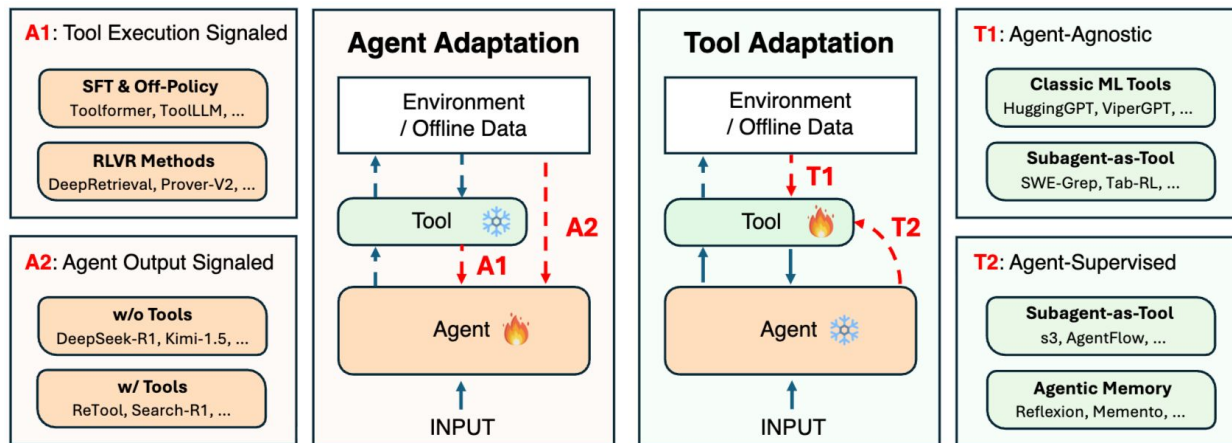 A1: Tool Execution Signaled
SFT & Off-Policy
Toolformer, ToolLLM, ...
RLVR Methods
DeepRetrieval, Prover-V2, ...
A2: Agent Output Signaled
w/o Tools
DeepSeek-R1, Kimi-1.5, ...
w/ Tools
ReTool, Search-R1, ...
Agent Adaptation
Environment
/ Offline Data
Tool
A1
A2
Agent
INPUT
Tool Adaptation
Environment
/ Offline Data
T1
Tool
T2
Agent
INPUT
T1: Agent-Agnostic
Classic ML Tools
HuggingGPT, ViperGPT, ...
Subagent-as-Tool
SWE-Grep, Tab-RL, ...
T2: Agent-Supervised
Subagent-as-Tool
s3, AgentFlow, ...
Agentic Memory
Reflexion, Memento, ...